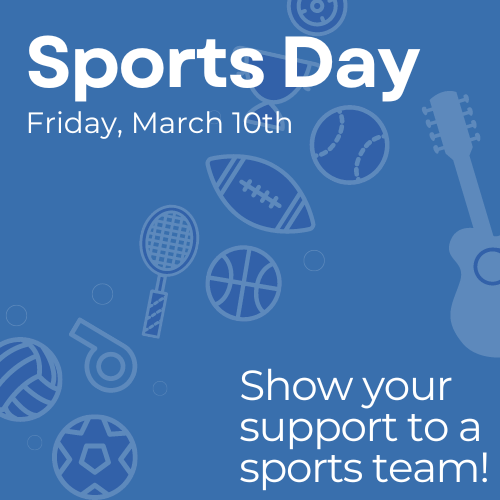 Sports Day
Friday, March 10th
Show your
support to a
sports team!